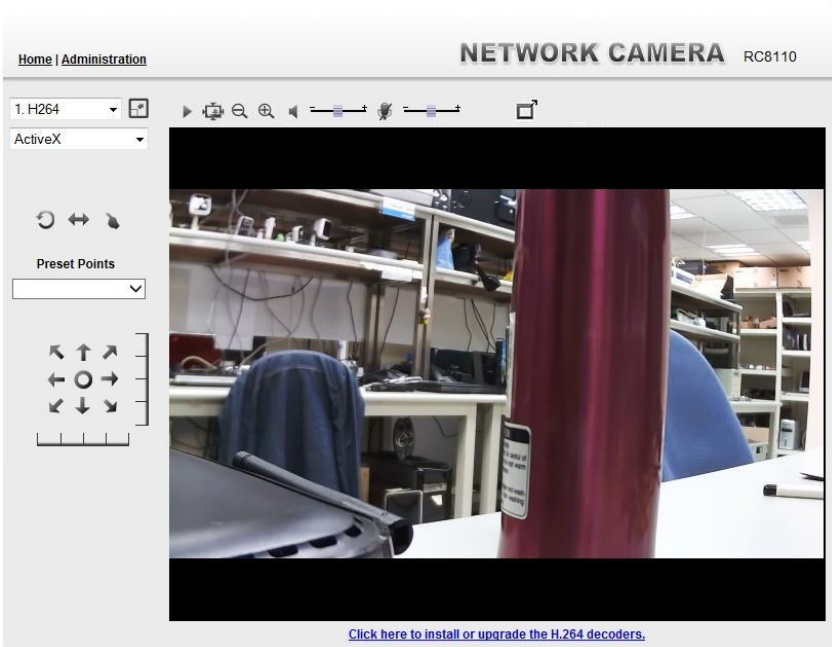 Home | Administration
NETWORK CAMERA RC8110
1. H264
ActiveX
Preset Points
Click here to install or upgrade the H.264 decoders.